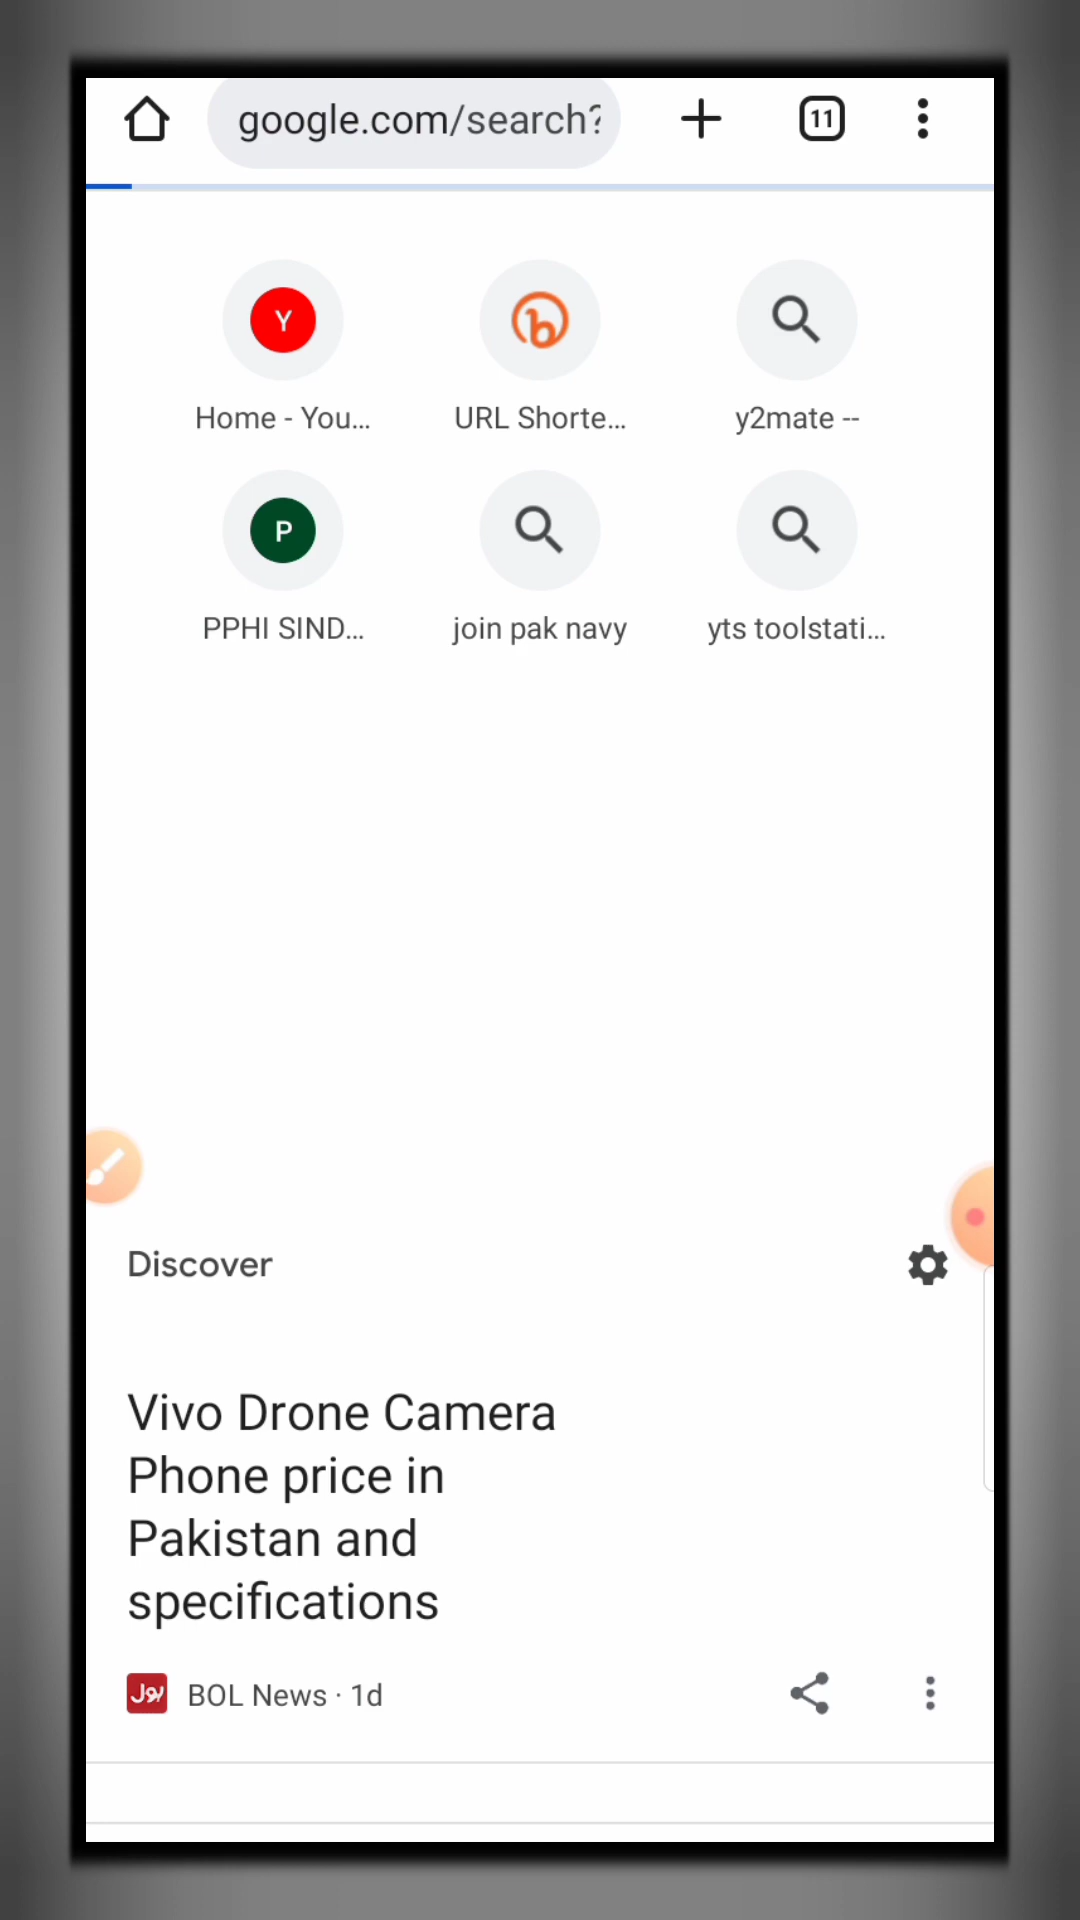 google.com/search?
11
Y
b
Home - You...
URL Shorte...
y2mate --
P
PPHI SIND...
join pak navy
yts toolstati...
Discover
Vivo Drone Camera
Phone price in
Pakistan and
specifications
بول
BOL News · 1d